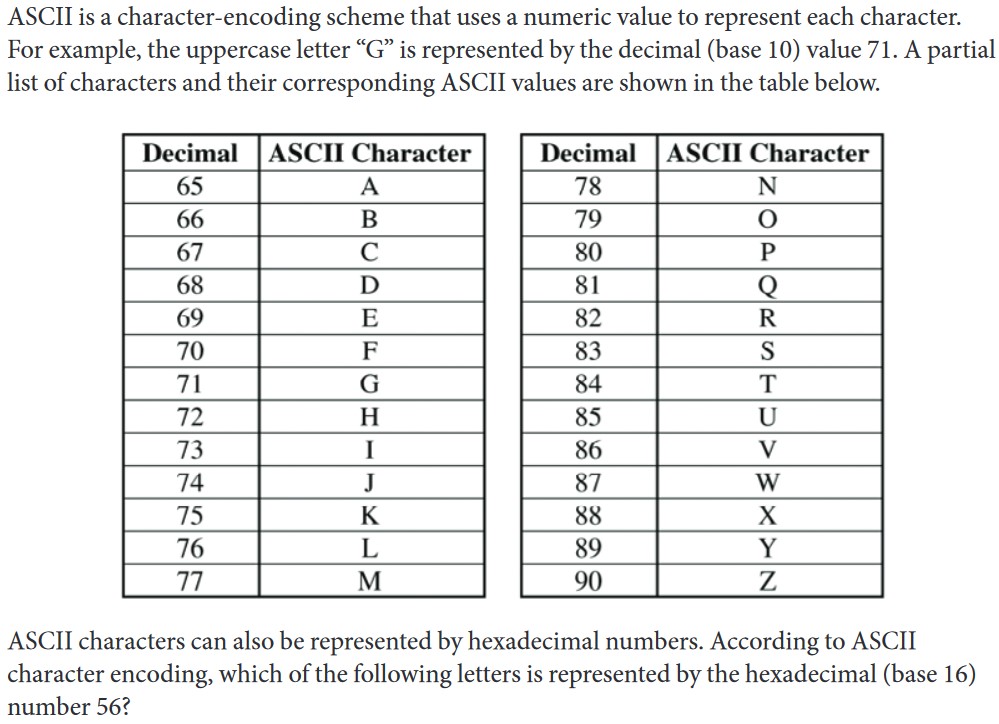 ASCII is a character-encoding scheme that uses a numeric value to represent each character.
For example, the uppercase letter “G” is represented by the decimal (base 10) value 71. A partial
list of characters and their corresponding ASCII values are shown in the table below.
Decimal ASCII Character Decimal ASCII Character
65 A 78 N
66 B 79 O
67 C 80 P
68 D 81 Q
69 E 82 R
70 F 83 S
71 G 84 T
72 H 85 U
73 I 86 V
74 J 87 W
75 K 88 X
76 L 89 Y
77 M 90 Z
ASCII characters can also be represented by hexadecimal numbers. According to ASCII
character encoding, which of the following letters is represented by the hexadecimal (base 16)
number 56?